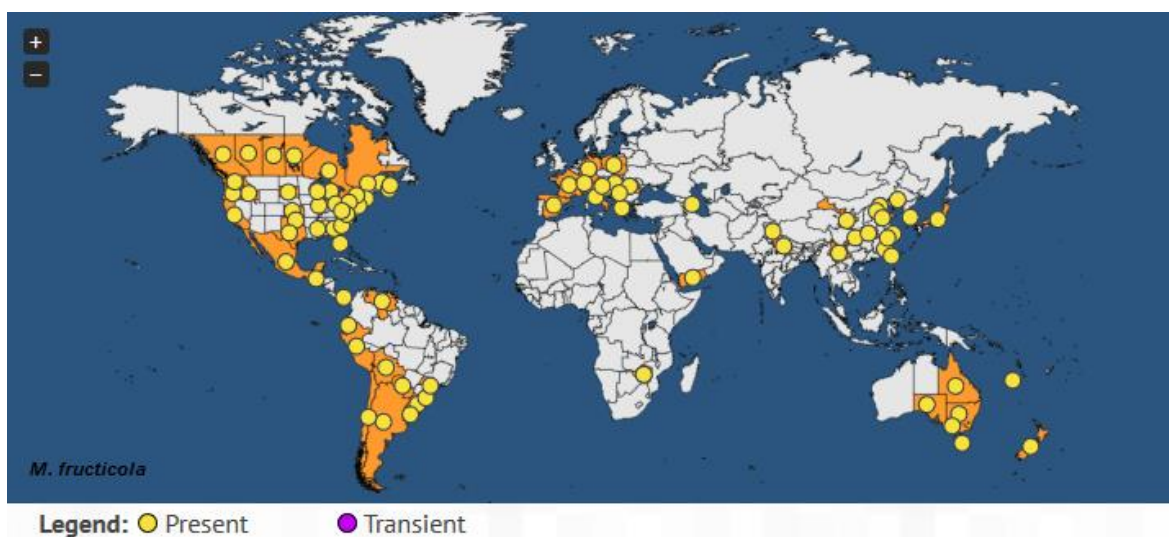 +
−
M. fructicola
Legend: Present Transient